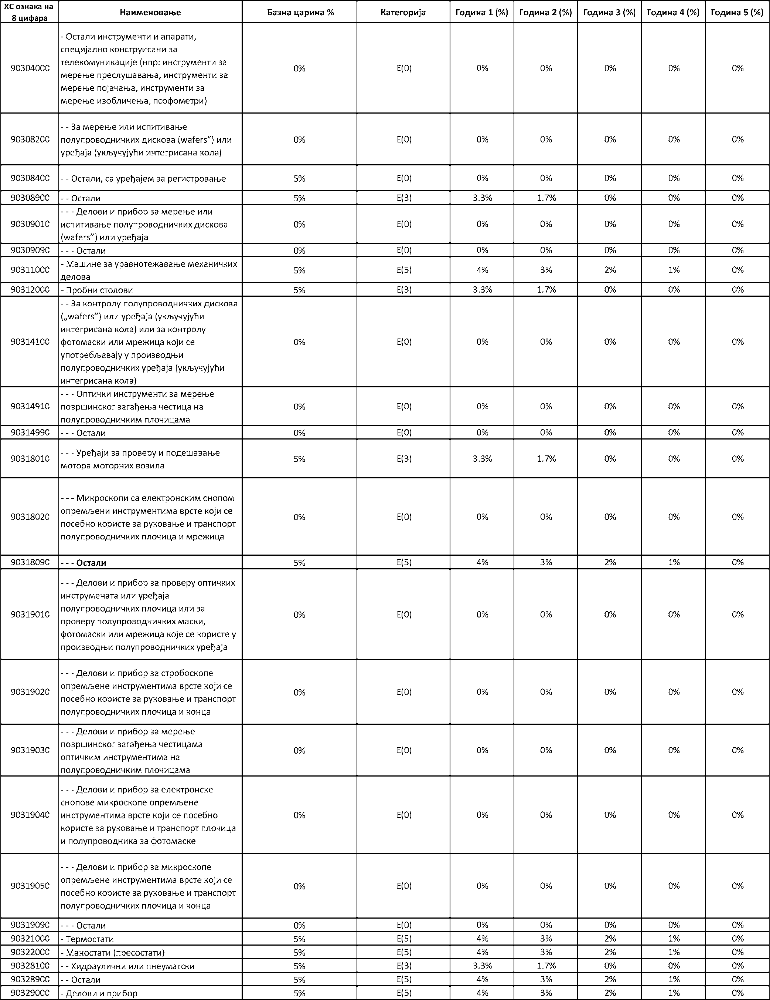 ХС ознака на
8 цифара
Наименовање
Базна царина %
Категорија
Година 1 (%)
Година 2 (%)
Година 3 (%)
Година 4 (%)
Година 5 (%)
- Остали инструменти и апарати,
специјално конструисани за
телекомуникације (нпр: инструменти за
90304000
мерење преслушавања, инструменти за
0% E(0) 0% 0% 0% 0% 0%
мерење појачања, инструменти за
мерење изобличења, псофометри)
- - За мерење или испитивање
90308200 полупроводничких дискова (wafers”) или 0% E(0) 0% 0% 0% 0% 0%
уређаја (укључујући интегрисана кола)
90308400 - - Остали, са уређајем за регистровање 5% E(0) 0% 0% 0% 0% 0%
90308900 - - Остали 5% E(3) 3.3% 1.7% 0% 0% 0%
- - - Делови и прибор за мерење или
90309010 испитивање полупроводничких дискова 0% E(0) 0% 0% 0% 0% 0%
(wafers”) или уређаја
90309090 - - - Остали 0% E(0) 0% 0% 0% 0% 0%
- Машине за уравнотежавање механичких
90311000 делова 5% E(5) 4% 3% 2% 1% 0%
90312000 - Пробни столови 5% E(3) 3.3% 1.7% 0% 0% 0%
- - За контролу полупроводничких дискова
(„wafers”) или уређаја (укључујући
интегрисана кола) или за контролу
90314100 фотомаски или мрежица који се 0% E(0) 0% 0% 0% 0% 0%
употребљавају у производњи
полупроводничких уређаја (укључујући
интегрисана кола)
- - - Оптички инструменти за мерење
90314910 површинског загађења честица на 0% E(0) 0% 0% 0% 0% 0%
полупроводничким плочицама
90314990 - - - Остали 0% E(0) 0% 0% 0% 0% 0%
- - - Уређаји за проверу и подешавање
90318010 мотора моторних возила 5% E(3) 3.3% 1.7% 0% 0% 0%
- - - Микроскопи са електронским снопом
опремљени инструментима врсте који се
90318020 посебно користе за руковање и транспорт 0% E(0) 0% 0% 0% 0% 0%
полупроводничких плочица и мрежица
90318090 - - - Остали 5% E(5) 4% 3% 2% 1% 0%
- - - Делови и прибор за проверу оптичких
инструмената или уређаја
полупроводничких плочица или за
90319010 проверу полупроводничких маски, 0% E(0) 0% 0% 0% 0% 0%
фотомаски или мрежица које се користе у
производњи полупроводничких уређаја
- - - Делови и прибор за стробоскопе
опремљене инструментима врсте који се
90319020 посебно користе за руковање и транспорт 0% E(0) 0% 0% 0% 0% 0%
полупроводничких плочица и конца
- - - Делови и прибор за мерење
површинског загађења честицама
90319030 оптичким инструментима на 0% E(0) 0% 0% 0% 0% 0%
полупроводничким плочицама
- - - Делови и прибор за електронске
снопове микроскопе опремљене
90319040 инструментима врсте који се посебно 0% E(0) 0% 0% 0% 0% 0%
користе за руковање и транспорт плочица
и полупроводника за фотомаске
- - - Делови и прибор за микроскопе
опремљене инструментима врсте који се
90319050 посебно користе за руковање и транспорт 0% E(0) 0% 0% 0% 0% 0%
полупроводничких плочица и конца
90319090 - - - Остали 0% E(0) 0% 0% 0% 0% 0%
90321000 - Термостати 5% E(5) 4% 3% 2% 1% 0%
90322000 - Маностати (пресостати) 5% E(5) 4% 3% 2% 1% 0%
90328100 - - Хидраулични или пнеуматски 5% E(3) 3.3% 1.7% 0% 0% 0%
90328900 - - Остали 5% E(5) 4% 3% 2% 1% 0%
90329000 - Делови и прибор 5% E(5) 4% 3% 2% 1% 0%